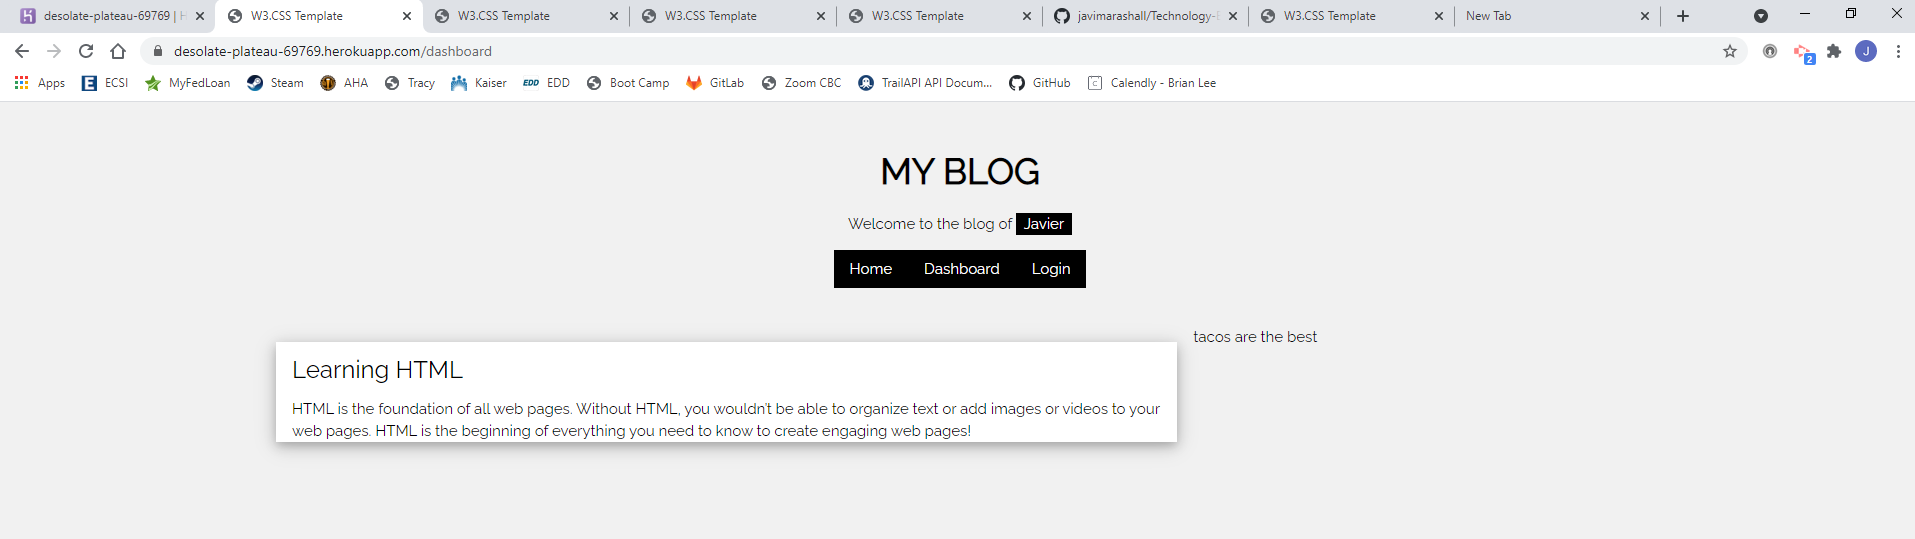 desolate-plateau-69769 | H
W3.CSS Template
W3.CSS Template
W3.CSS Template
W3.CSS Template
javimarashall/Technology-
W3.CSS Template
New Tab
desolate-plateau-69769.herokuapp.com/dashboard
J
2
Apps
ECSI
MyFedLoan
Steam
AHA
Tracy
Kaiser
EDD EDD
Boot Camp
GitLab
Zoom CBC
TrailAPI API Docum...
GitHub
Calendly - Brian Lee
MY BLOG
Welcome to the blog of Javier
Home Dashboard Login
tacos are the best
Learning HTML
HTML is the foundation of all web pages. Without HTML, you wouldn't be able to organize text or add images or videos to your
web pages. HTML is the beginning of everything you need to know to create engaging web pages!